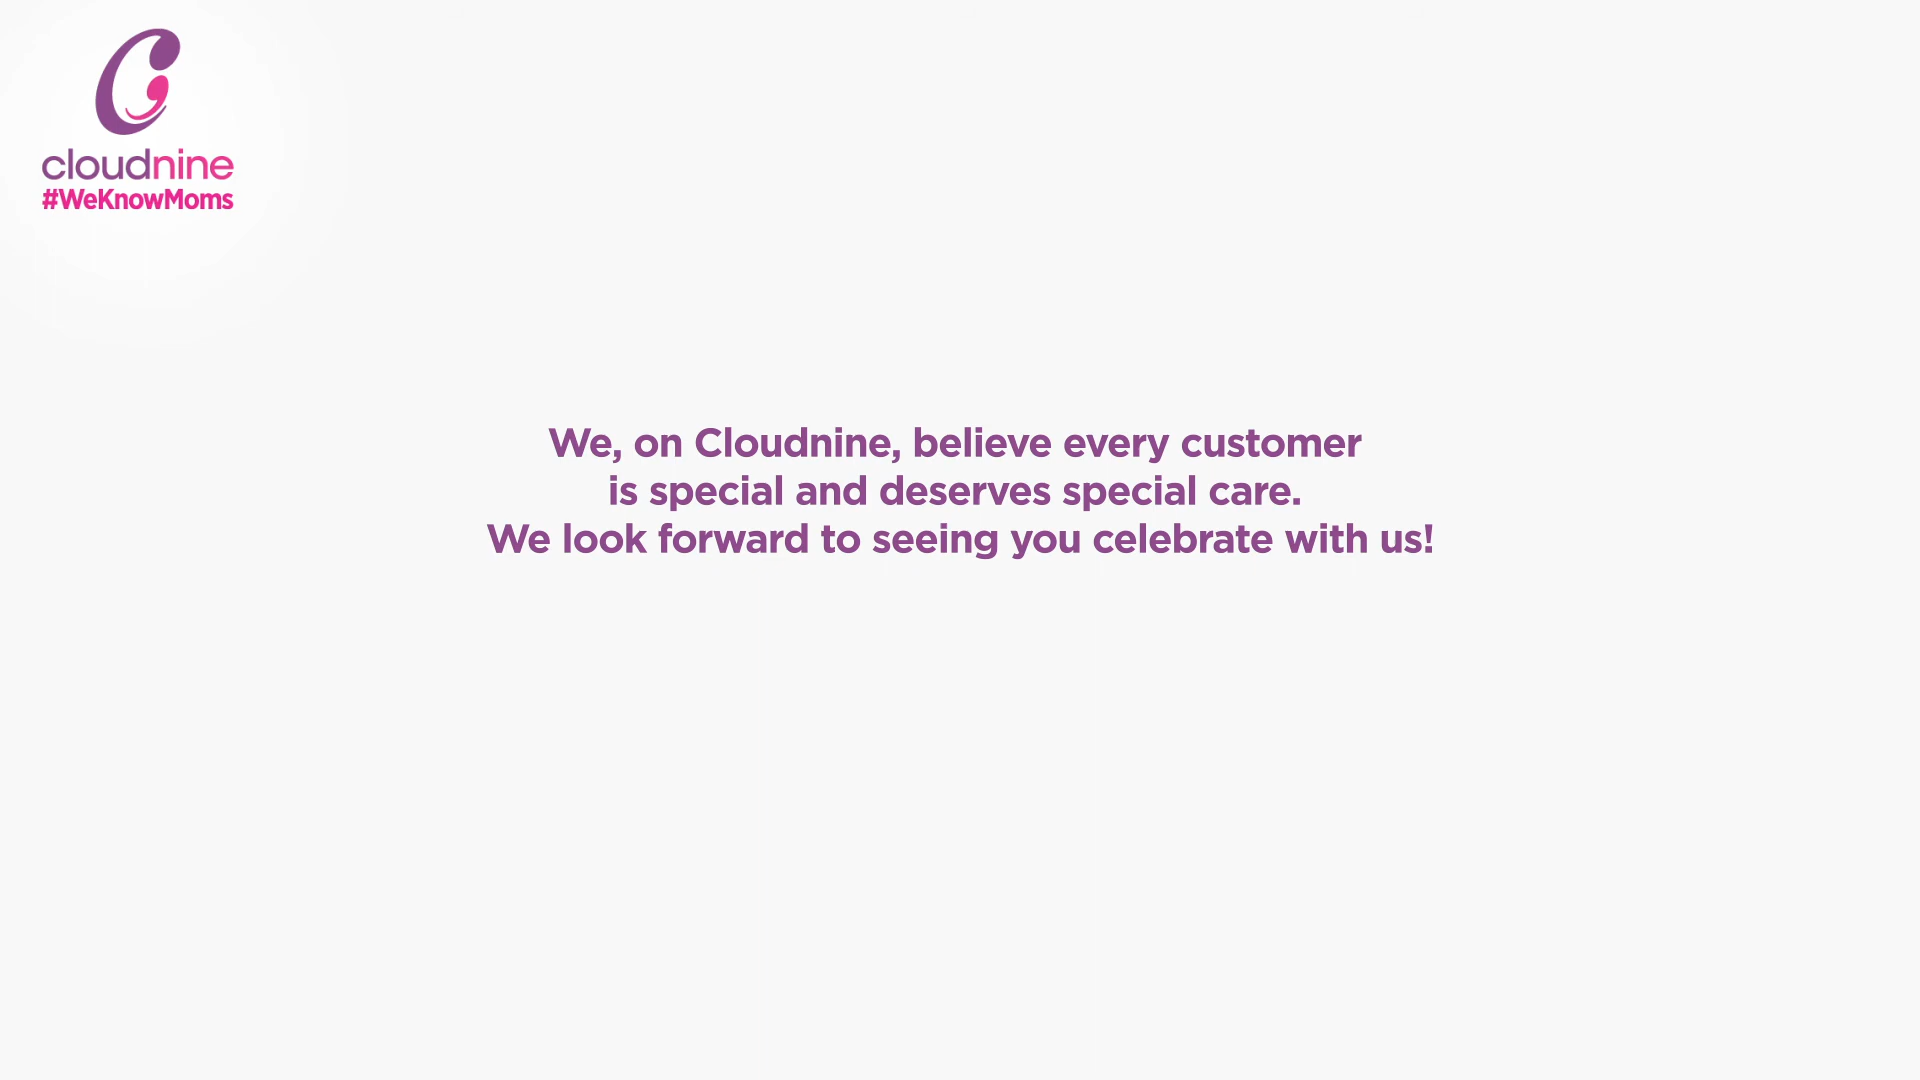 cloudnine
#WeKnowMoms
We, on Cloudnine, believe every customer
is special and deserves special care.
We look forward to seeing you celebrate with us!